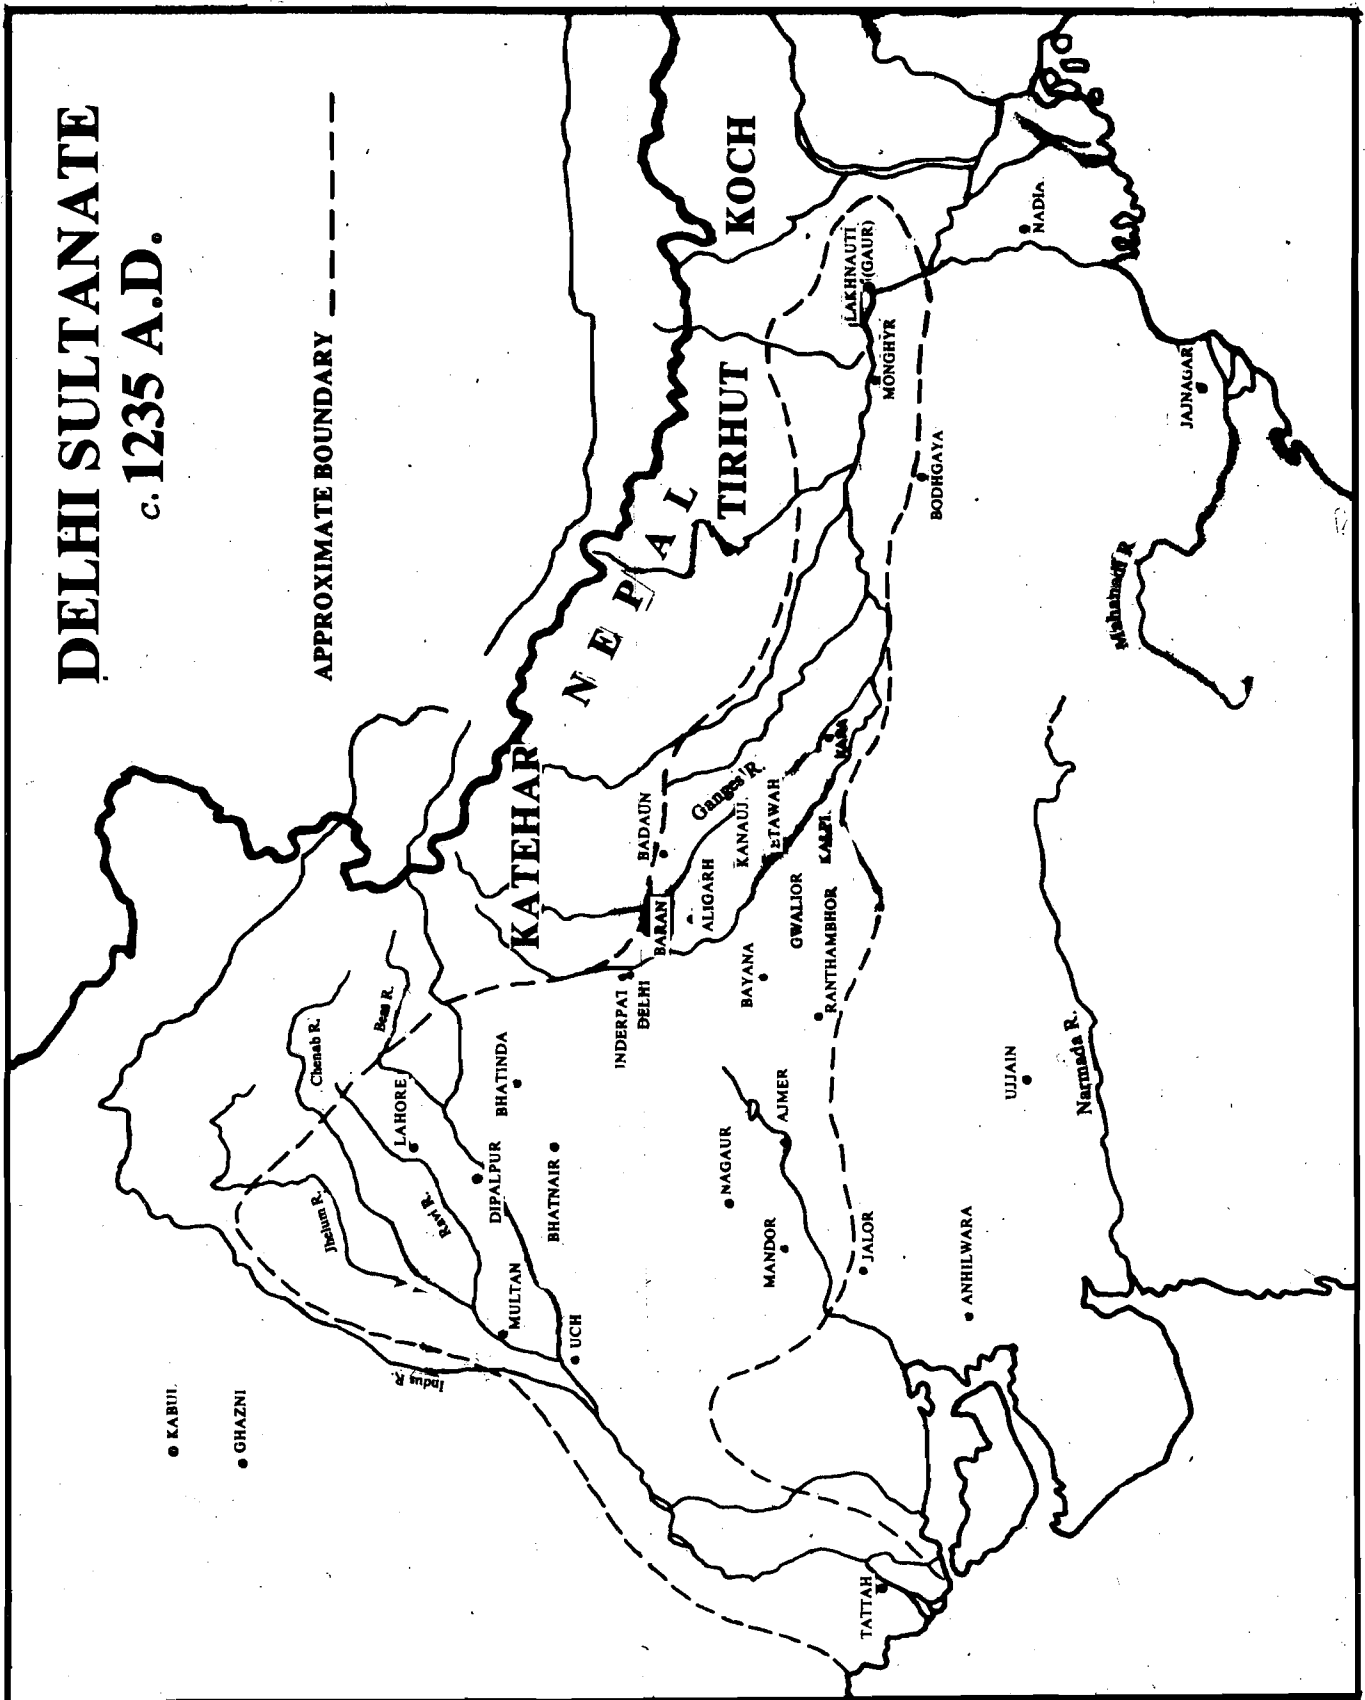 DELHI SULTANATE
c. 1235 A.D.
APPROXIMATE BOUNDARY
KABUL
GHAZNI
Indus R.
Jhelum R.
Chenab R.
Beas R.
Ravi R.
LAHORE
DIPALPUR
MULTAN
UCH
BHATINDA
BHATNAIR
KATEHAR
NEPAL
TIRHUT
KOCH
INDERPAT
DELHI
BARAN
BADAUN
ALIGARH
Ganges R.
KANAUJ
ETAWAH
KARA
KALPI
GWALIOR
BAYANA
RANTHAMBHOR
NAGAUR
AJMER
MANDOR
JALOR
ANHILWARA
UJJAIN
Narmada R.
TATTAH
LAKHNAUTI
(GAUR)
MONGHYR
BODHGAYA
NADIA
JAJNAGAR
Mahanadi R